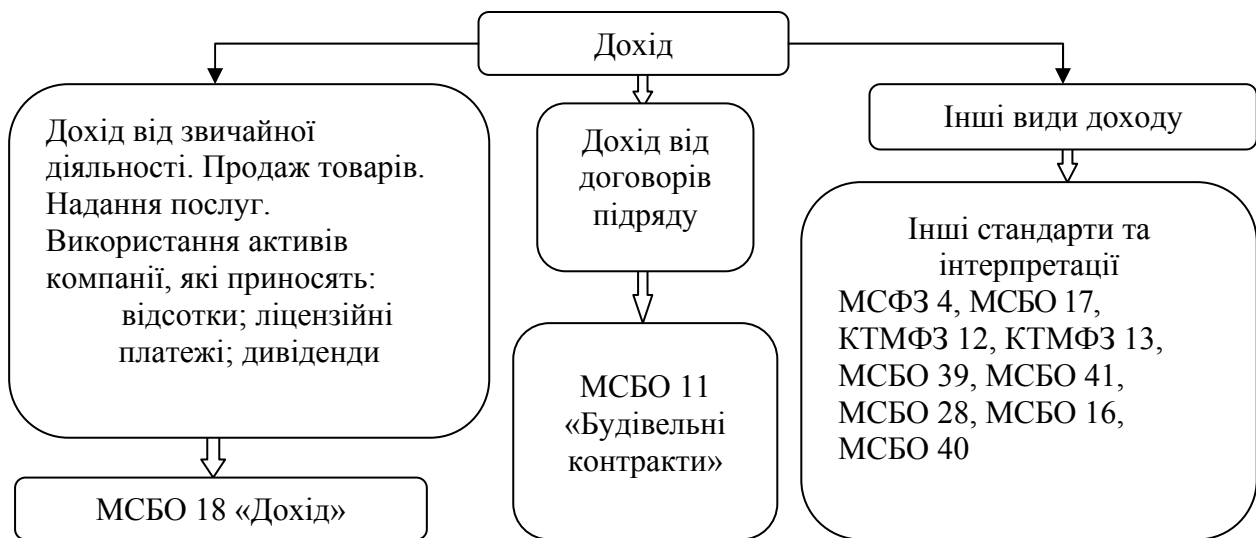 Дохід
Дохід від звичайної
діяльності. Продаж товарів.
Надання послуг.
Використання активів
компанії, які приносять:
відсотки; ліцензійні
платежі; дивіденди
МСБО 18 «Дохід»
Дохід від
договорів
підряду
МСБО 11
«Будівельні
контракти»
Інші види доходу
Інші стандарти та
інтерпретації
МСФЗ 4, МСБО 17,
КТМФЗ 12, КТМФЗ 13,
МСБО 39, МСБО 41,
МСБО 28, МСБО 16,
МСБО 40